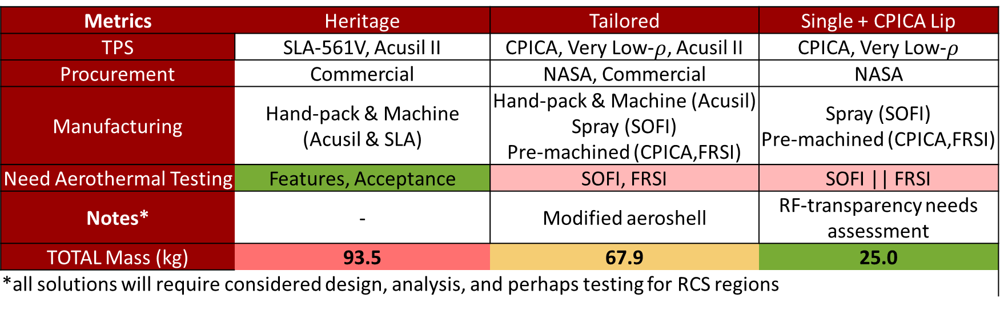 Metrics Heritage Tailored Single + CPICA Lip
TPS SLA-561V, Acusil II CPICA, Very Low-ρ, Acusil II CPICA, Very Low-ρ
Procurement Commercial NASA, Commercial NASA
Manufacturing
Hand-pack & Machine
(Acusil & SLA)
Hand-pack & Machine (Acusil)
Spray (SOFI)
Pre-machined (CPICA,FRSI)
Spray (SOFI)
Pre-machined (CPICA,FRSI)
Need Aerothermal Testing Features, Acceptance SOFI, FRSI SOFI || FRSI
Notes* - Modified aeroshell
RF-transparency needs
assessment
TOTAL Mass (kg) 93.5 67.9 25.0
*all solutions will require considered design, analysis, and perhaps testing for RCS regions